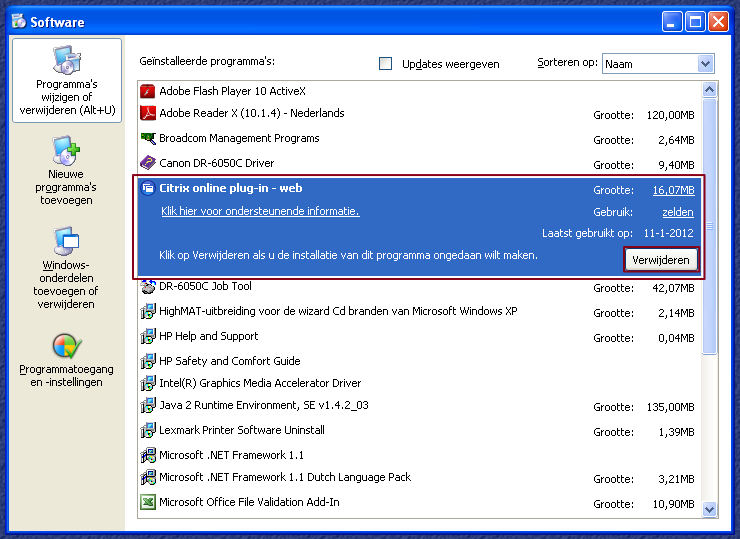 Software
Programma's
wijzigen of
verwijderen (Alt+U)
Nieuwe
programma's
toevoegen
Windows-
onderdelen
toevoegen of
verwijderen
Programmatoegang
en -instellingen
Geïnstalleerde programma's:
Updates weergeven
Sorteren op:
Naam
Adobe Flash Player 10 ActiveX
Adobe Reader X (10.1.4) - Nederlands Grootte: 120,00MB
Broadcom Management Programs Grootte: 2,64MB
Canon DR-6050C Driver Grootte: 9,40MB
Citrix online plug-in - web Grootte: 16,07MB
Klik hier voor ondersteunende informatie. Gebruik: zelden
Laatst gebruikt op: 11-1-2012
Klik op Verwijderen als u de installatie van dit programma ongedaan wilt maken. Verwijderen
DR-6050C Job Tool Grootte: 42,07MB
HighMAT-uitbreiding voor de wizard Cd branden van Microsoft Windows XP Grootte: 2,14MB
HP Help and Support Grootte: 0,04MB
HP Safety and Comfort Guide
Intel(R) Graphics Media Accelerator Driver
Java 2 Runtime Environment, SE v1.4.2_03 Grootte: 135,00MB
Lexmark Printer Software Uninstall Grootte: 1,39MB
Microsoft .NET Framework 1.1
Microsoft .NET Framework 1.1 Dutch Language Pack Grootte: 3,21MB
Microsoft Office File Validation Add-In Grootte: 10,90MB